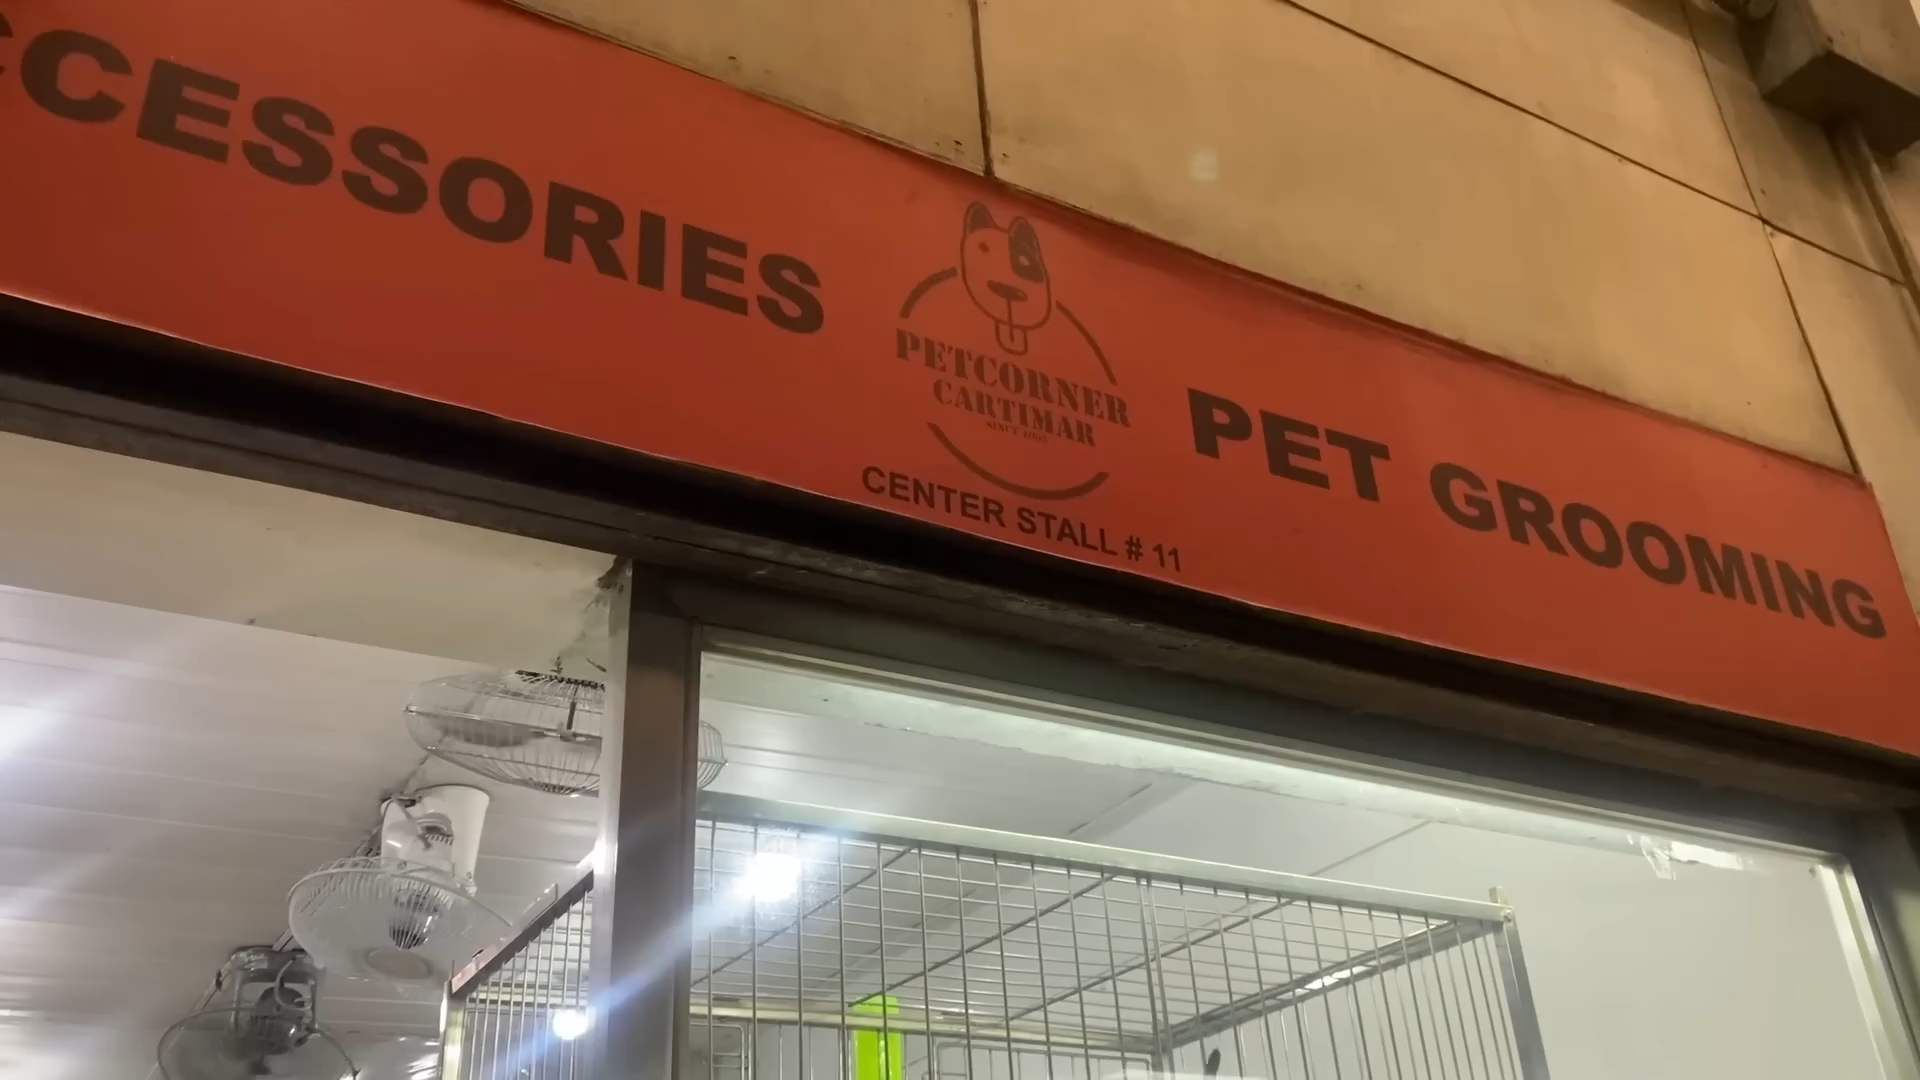 CCESSORIES
PETCORNER
CARTIMAR
CENTER STALL # 11
PET GROOMING